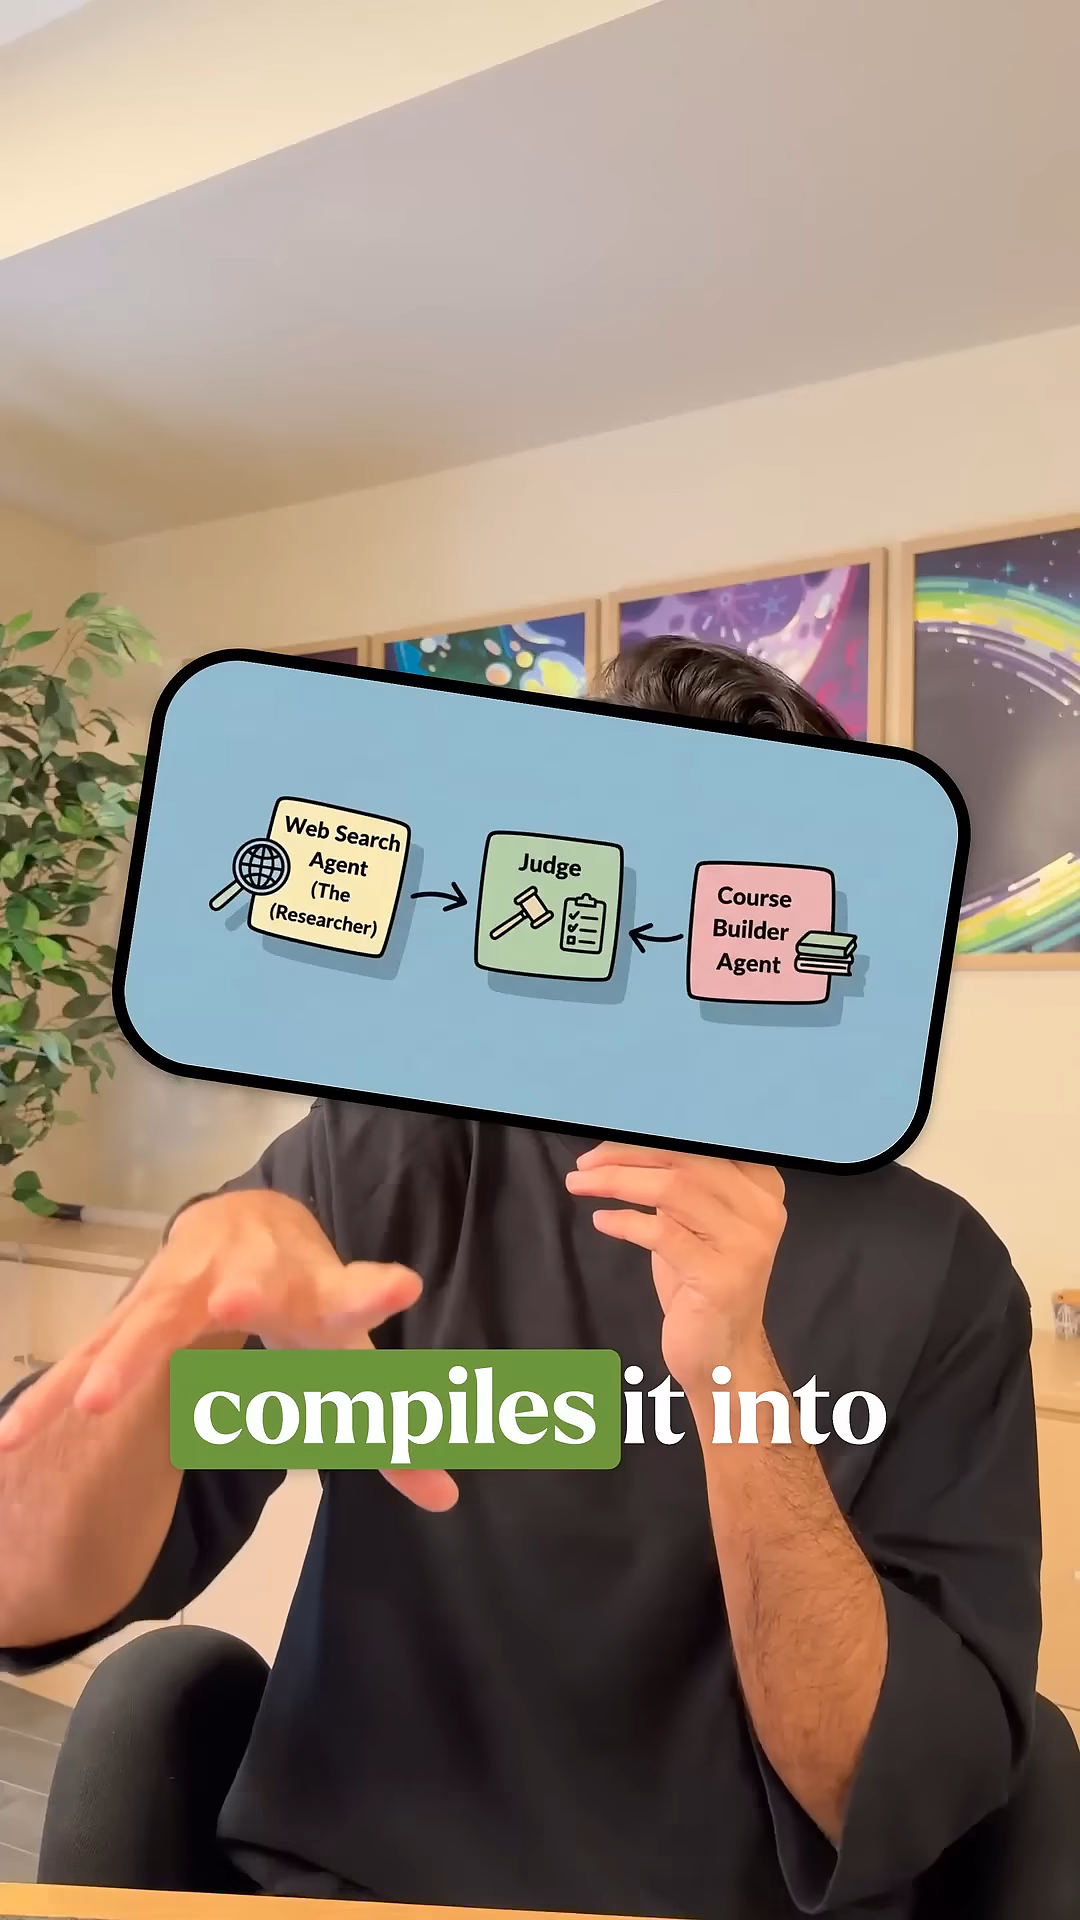 Web Search
Agent
(The
(Researcher)
Judge
Course
Builder
Agent
compiles it into